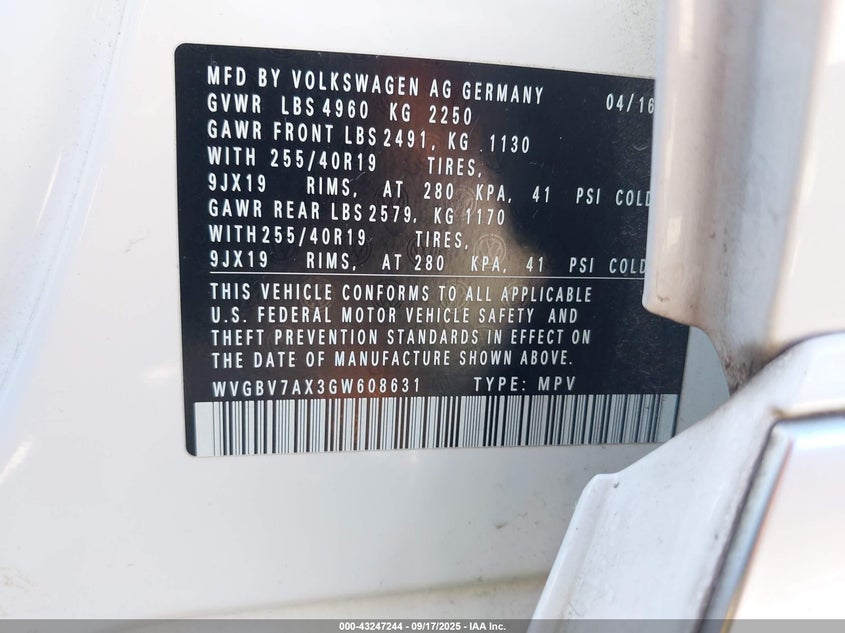 MFD BY VOLKSWAGEN AG GERMANY 04/16
GVWR LBS 4960 KG 2250
GAWR FRONT LBS 2491, KG 1130
WITH 255/40R19 TIRES,
9JX19 RIMS, AT 280 KPA, 41 PSI COLD
GAWR REAR LBS 2579, KG 1170
WITH 255/40R19 TIRES,
9JX19 RIMS, AT 280 KPA, 41 PSI COLD
THIS VEHICLE CONFORMS TO ALL APPLICABLE
U.S. FEDERAL MOTOR VEHICLE SAFETY AND
THEFT PREVENTION STANDARDS IN EFFECT ON
THE DATE OF MANUFACTURE SHOWN ABOVE.
WVGBV7AX3GW608631 TYPE: MPV
000-43247244 - 09/17/2025 - IAA Inc.